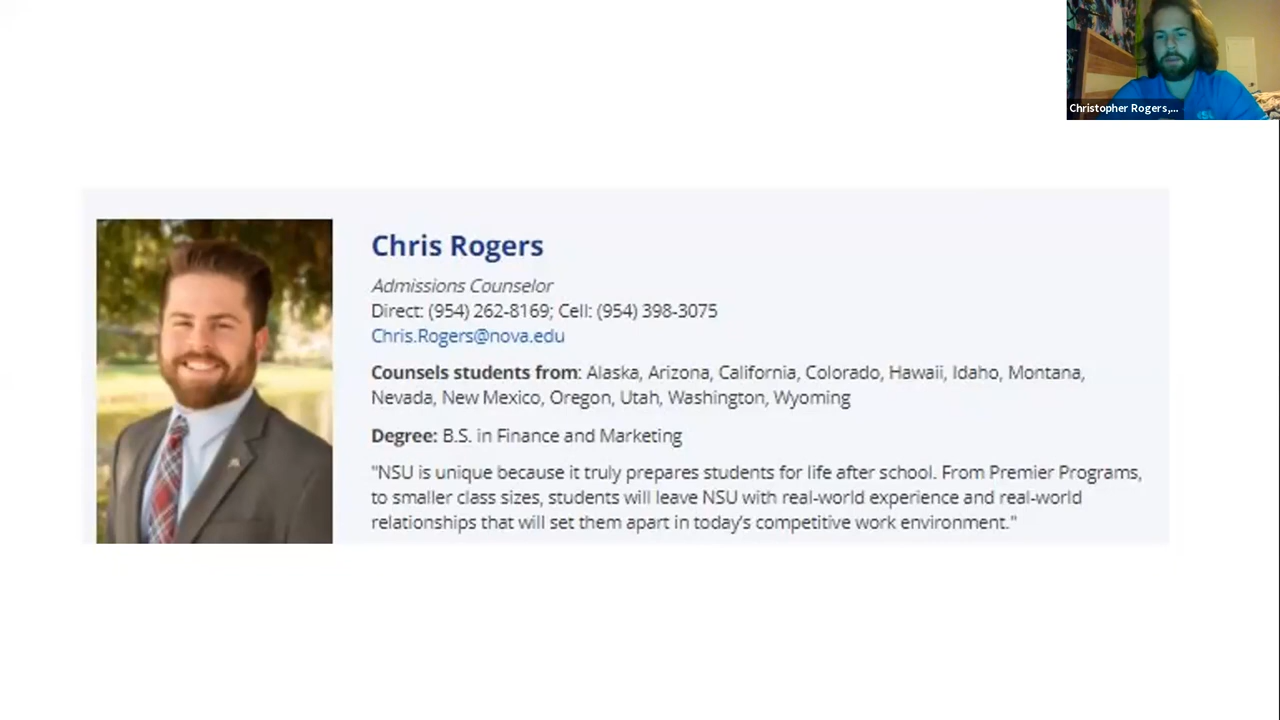 Christopher Rogers,...
Chris Rogers
Admissions Counselor
Direct: (954) 262-8169; Cell: (954) 398-3075
Chris.Rogers@nova.edu
Counsels students from: Alaska, Arizona, California, Colorado, Hawaii, Idaho, Montana,
Nevada, New Mexico, Oregon, Utah, Washington, Wyoming
Degree: B.S. in Finance and Marketing
"NSU is unique because it truly prepares students for life after school. From Premier Programs,
to smaller class sizes, students will leave NSU with real-world experience and real-world
relationships that will set them apart in today's competitive work environment."